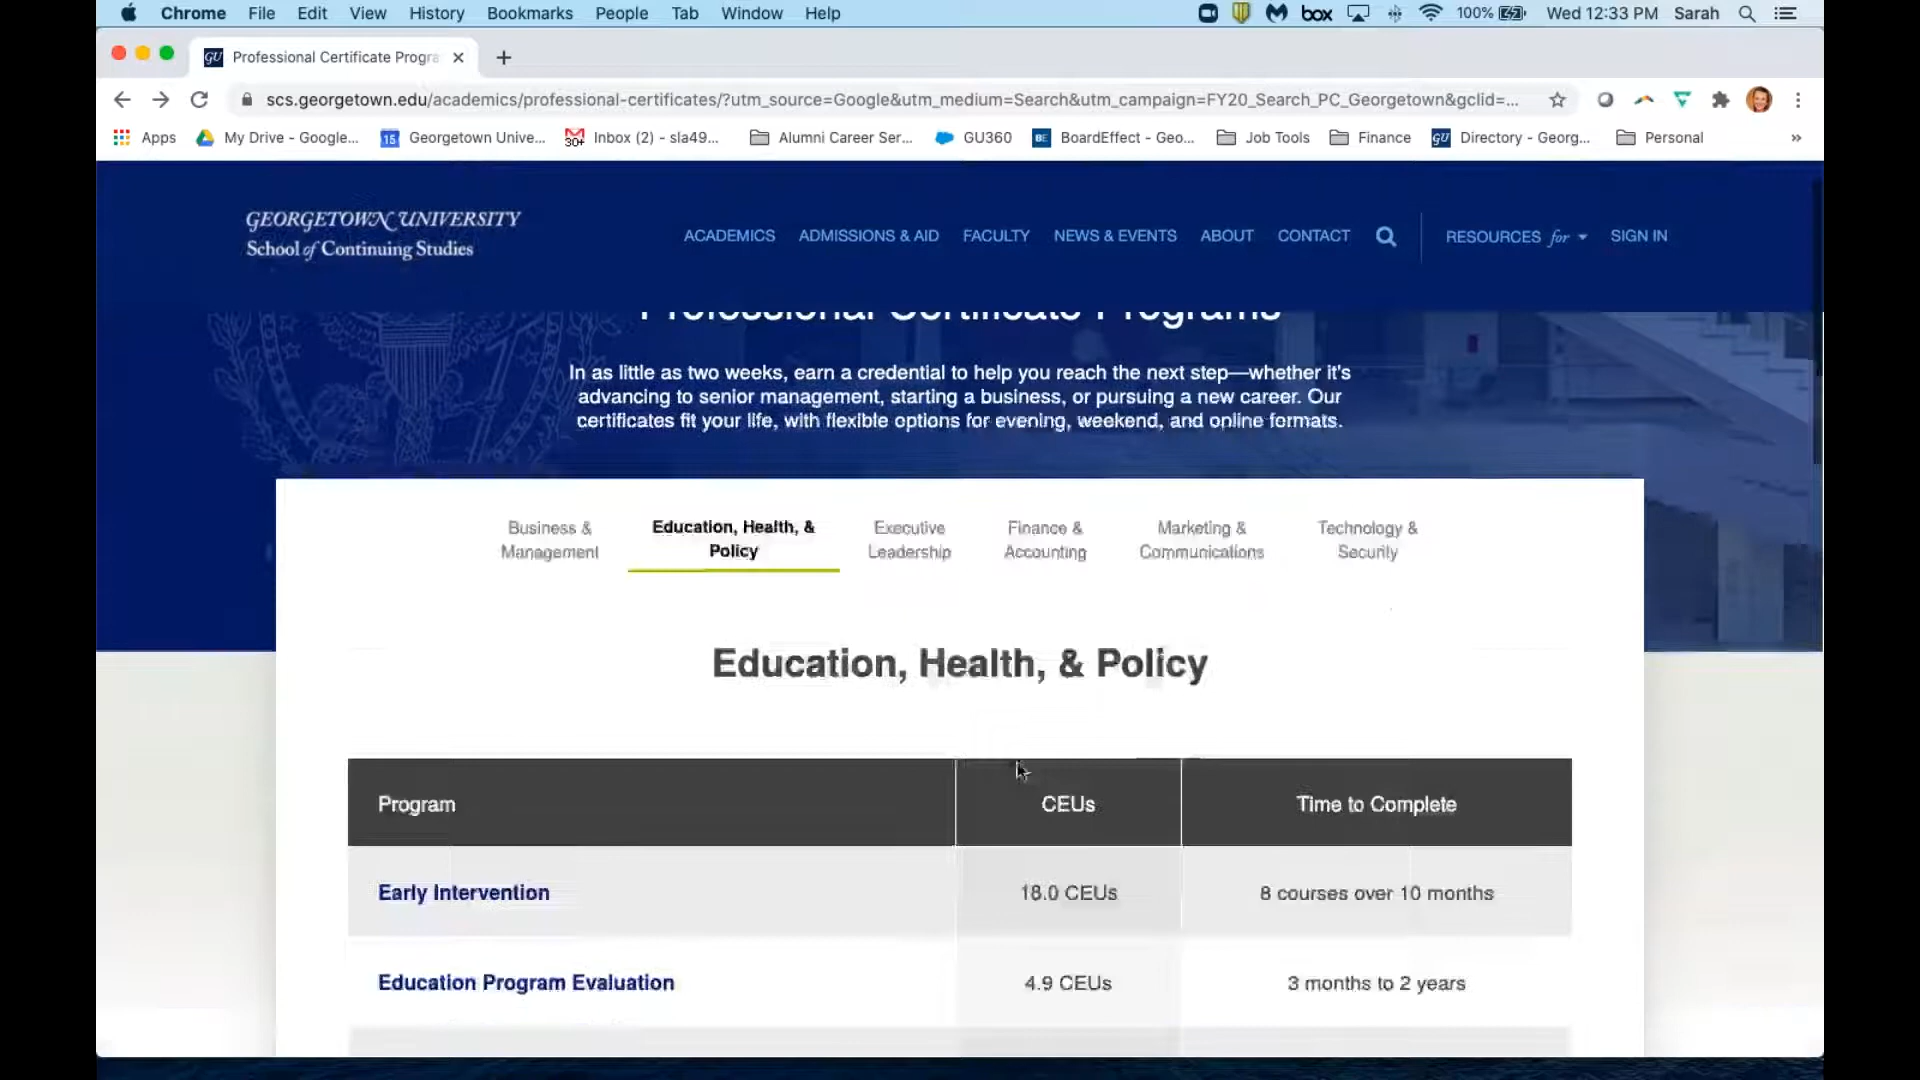 Chrome File Edit View History Bookmarks People Tab Window Help box 100% Wed 12:33 PM Sarah
GU Professional Certificate Progra
scs.georgetown.edu/academics/professional-certificates/?utm_source=Google&utm_medium=Search&utm_campaign=FY20_Search_PC_Georgetown&gclid=...
Apps My Drive - Google... 15 Georgetown Unive... 30+ Inbox (2) - sla49... Alumni Career Ser... GU360 BE BoardEffect - Geo... Job Tools Finance GU Directory - Georg... Personal »
GEORGETOWN UNIVERSITY
School of Continuing Studies
ACADEMICS ADMISSIONS & AID FACULTY NEWS & EVENTS ABOUT CONTACT RESOURCES for SIGN IN
Professional Certificate Programs
In as little as two weeks, earn a credential to help you reach the next step—whether it's
advancing to senior management, starting a business, or pursuing a new career. Our
certificates fit your life, with flexible options for evening, weekend, and online formats.
Business &
Management
Education, Health, &
Policy
Executive
Leadership
Finance &
Accounting
Marketing &
Communications
Technology &
Security
Education, Health, & Policy
Program CEUs Time to Complete
Early Intervention 18.0 CEUs 8 courses over 10 months
Education Program Evaluation 4.9 CEUs 3 months to 2 years